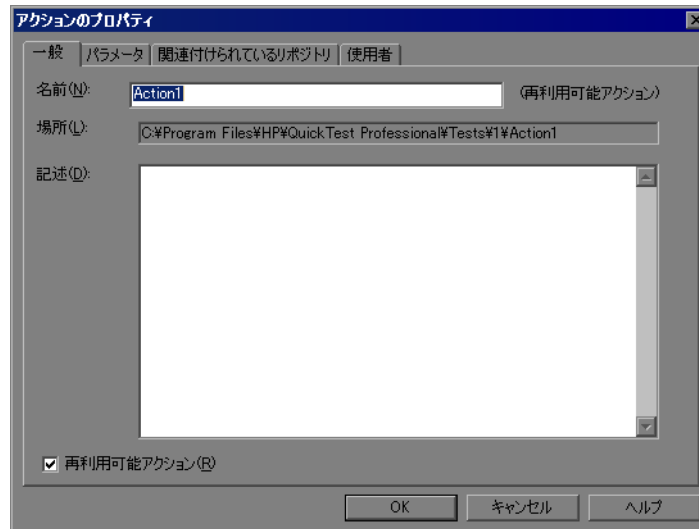 アクションのプロパティ
一般 パラメータ 関連付けられているリポジトリ 使用者
名前(N): Action1 (再利用可能アクション)
場所(L): C:¥Program Files¥HP¥QuickTest Professional¥Tests¥1¥Action1
記述(D):
再利用可能アクション(R)
OK キャンセル ヘルプ